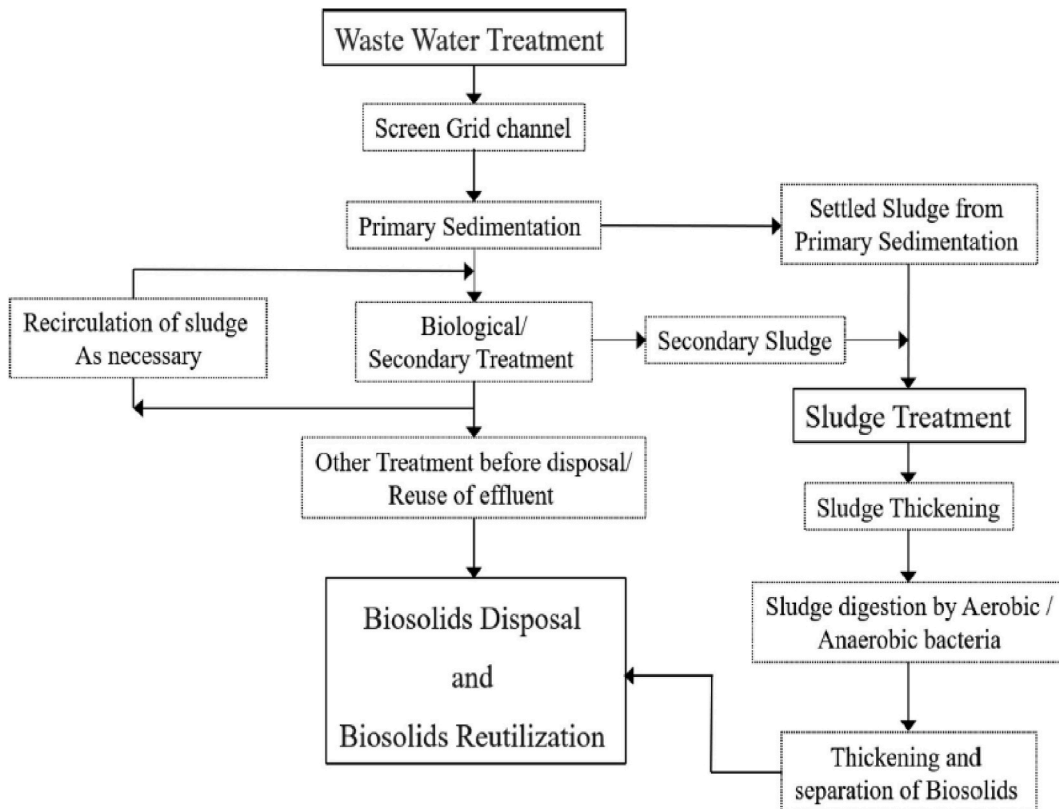 Waste Water Treatment
Screen Grid channel
Primary Sedimentation
Settled Sludge from
Primary Sedimentation
Recirculation of sludge
As necessary
Biological/
Secondary Treatment
Secondary Sludge
Sludge Treatment
Other Treatment before disposal/
Reuse of effluent
Sludge Thickening
Biosolids Disposal
and
Biosolids Reutilization
Sludge digestion by Aerobic /
Anaerobic bacteria
Thickening and
separation of Biosolids